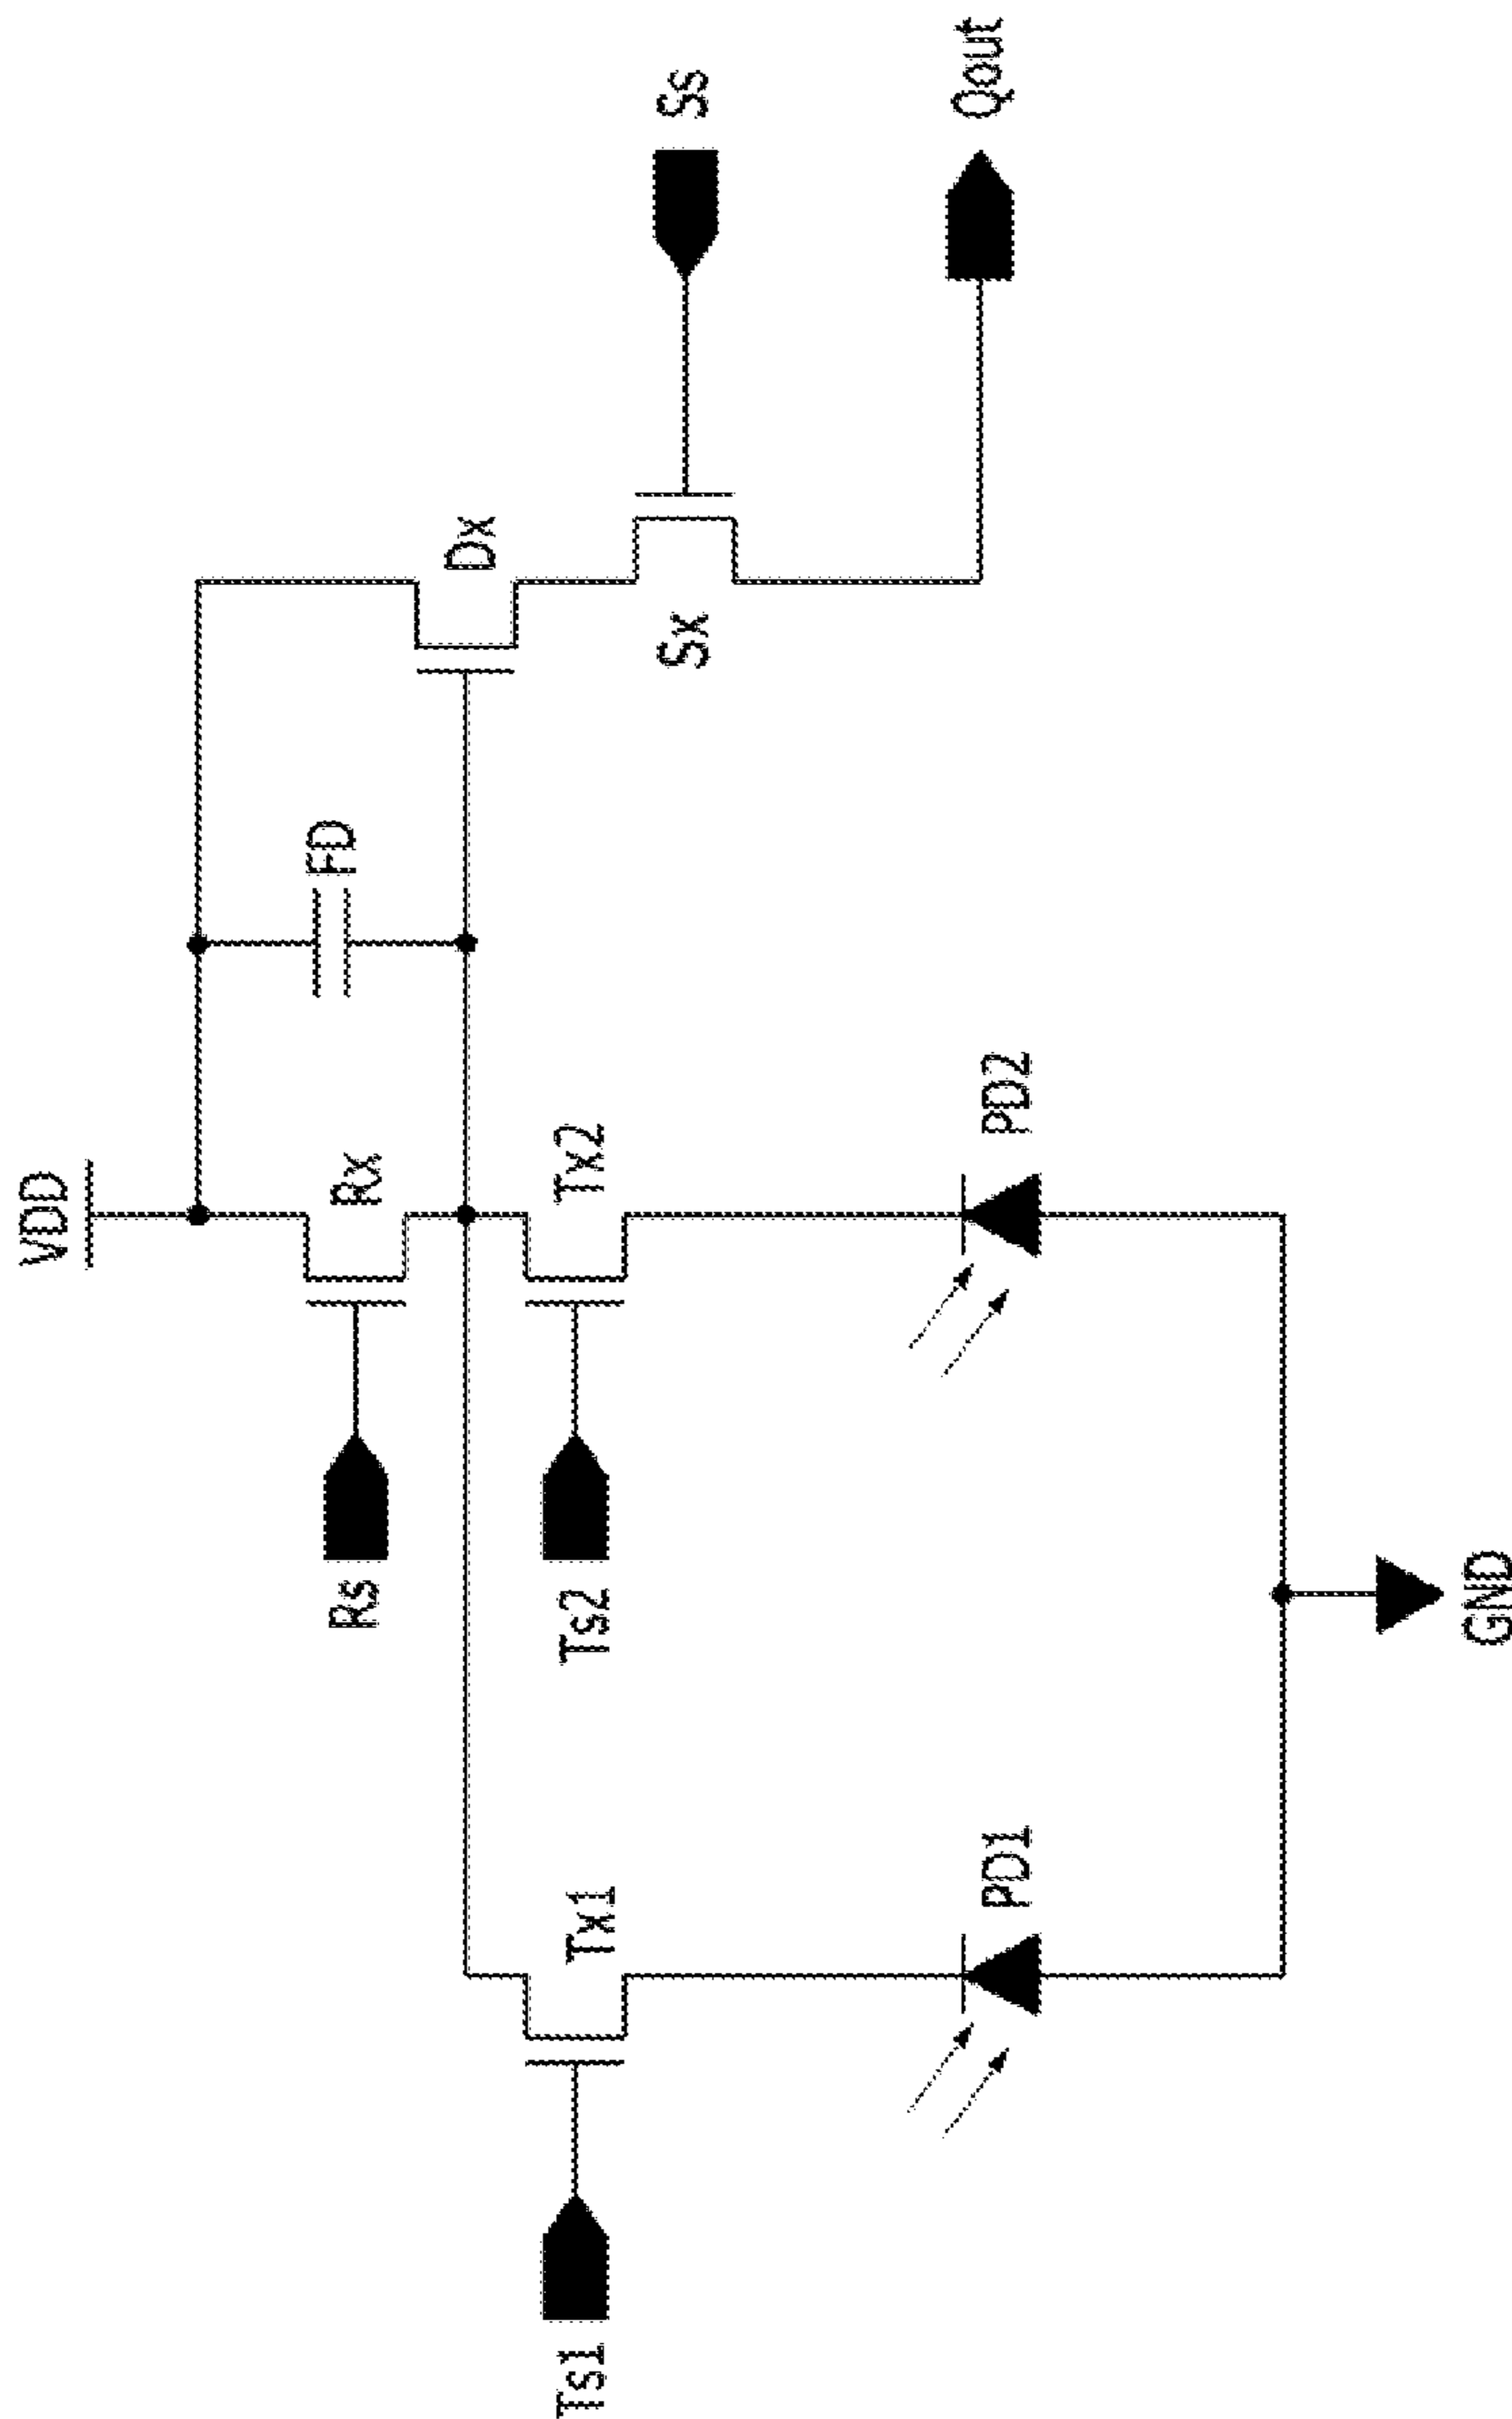 VDD
Rs
Rx
FD
Dx
Ts1
Tx1
Ts2
Tx2
Sx
Ss
PD1
PD2
Qout
GND